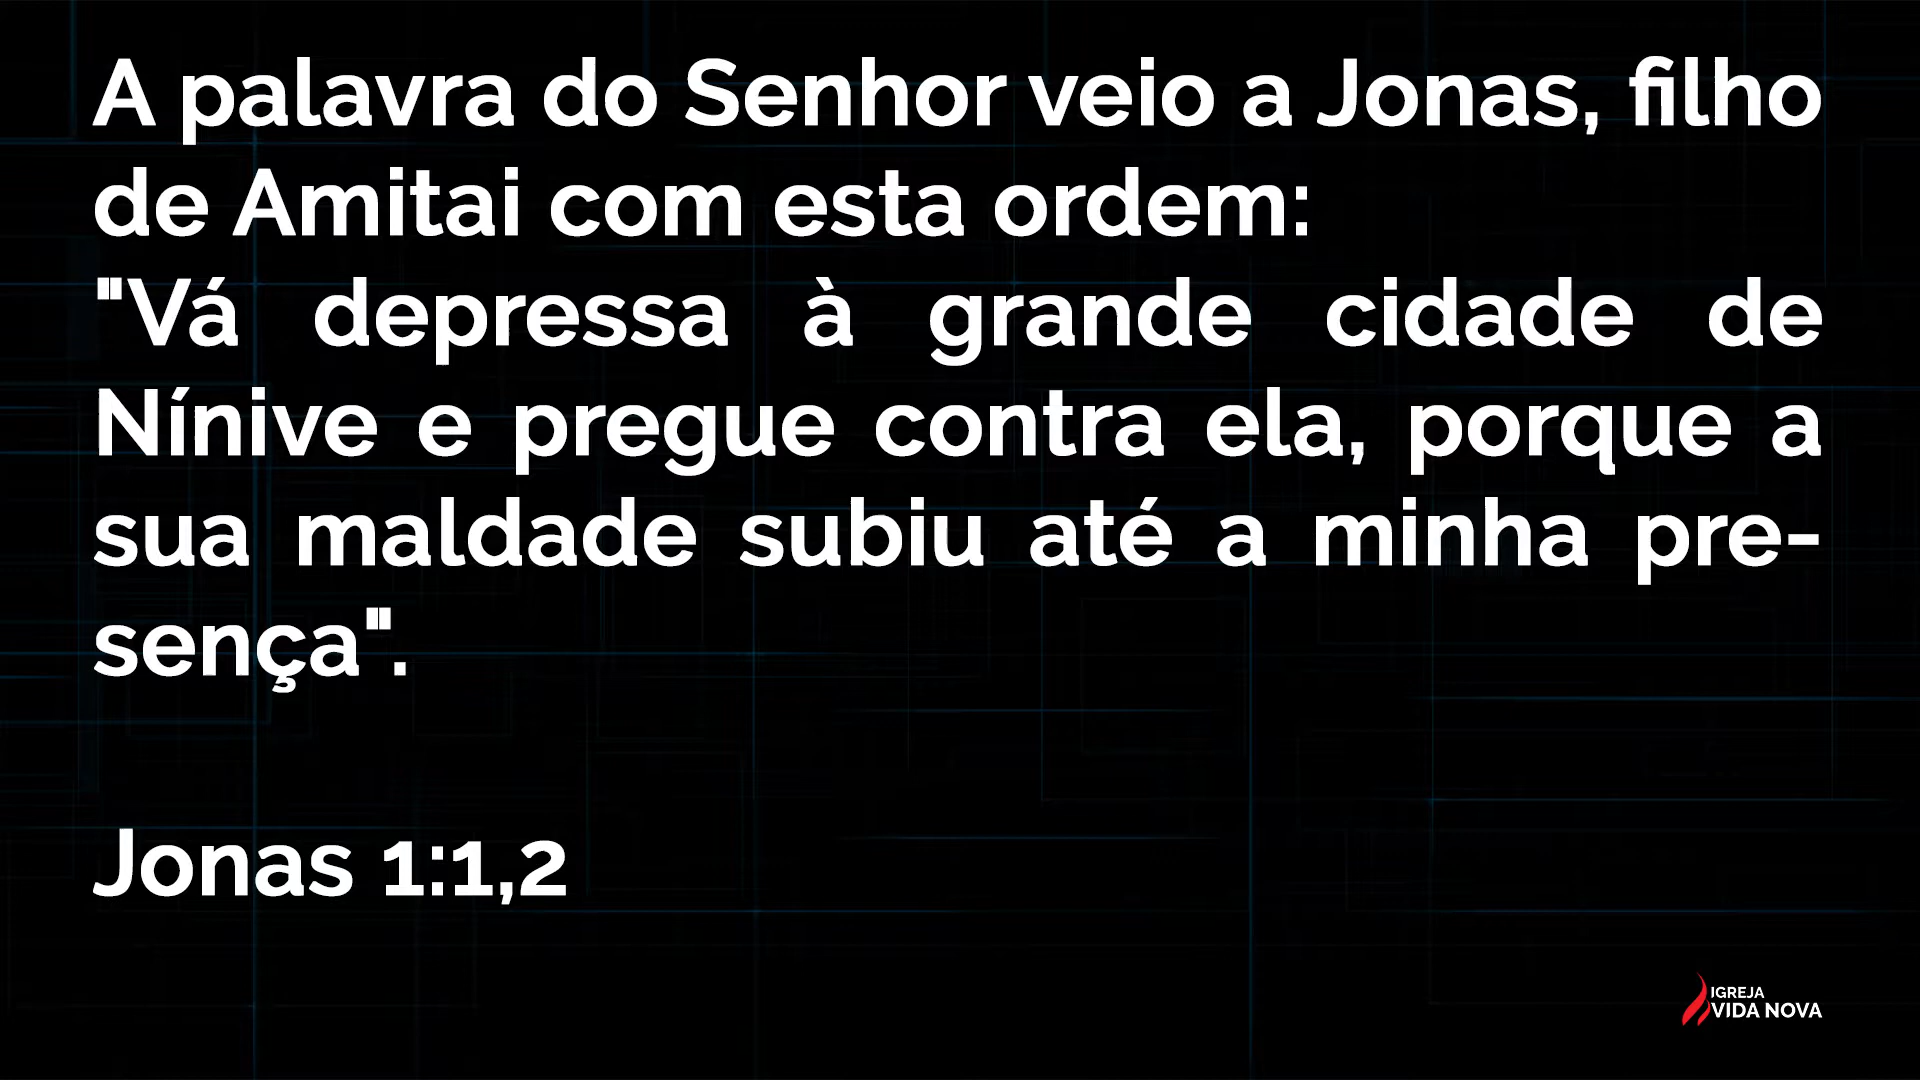 A palavra do Senhor veio a Jonas, filho
de Amitai com esta ordem:
"Vá depressa à grande cidade de
Nínive e pregue contra ela, porque a
sua maldade subiu até a minha pre-
sença".
Jonas 1:1,2
IGREJA
VIDA NOVA